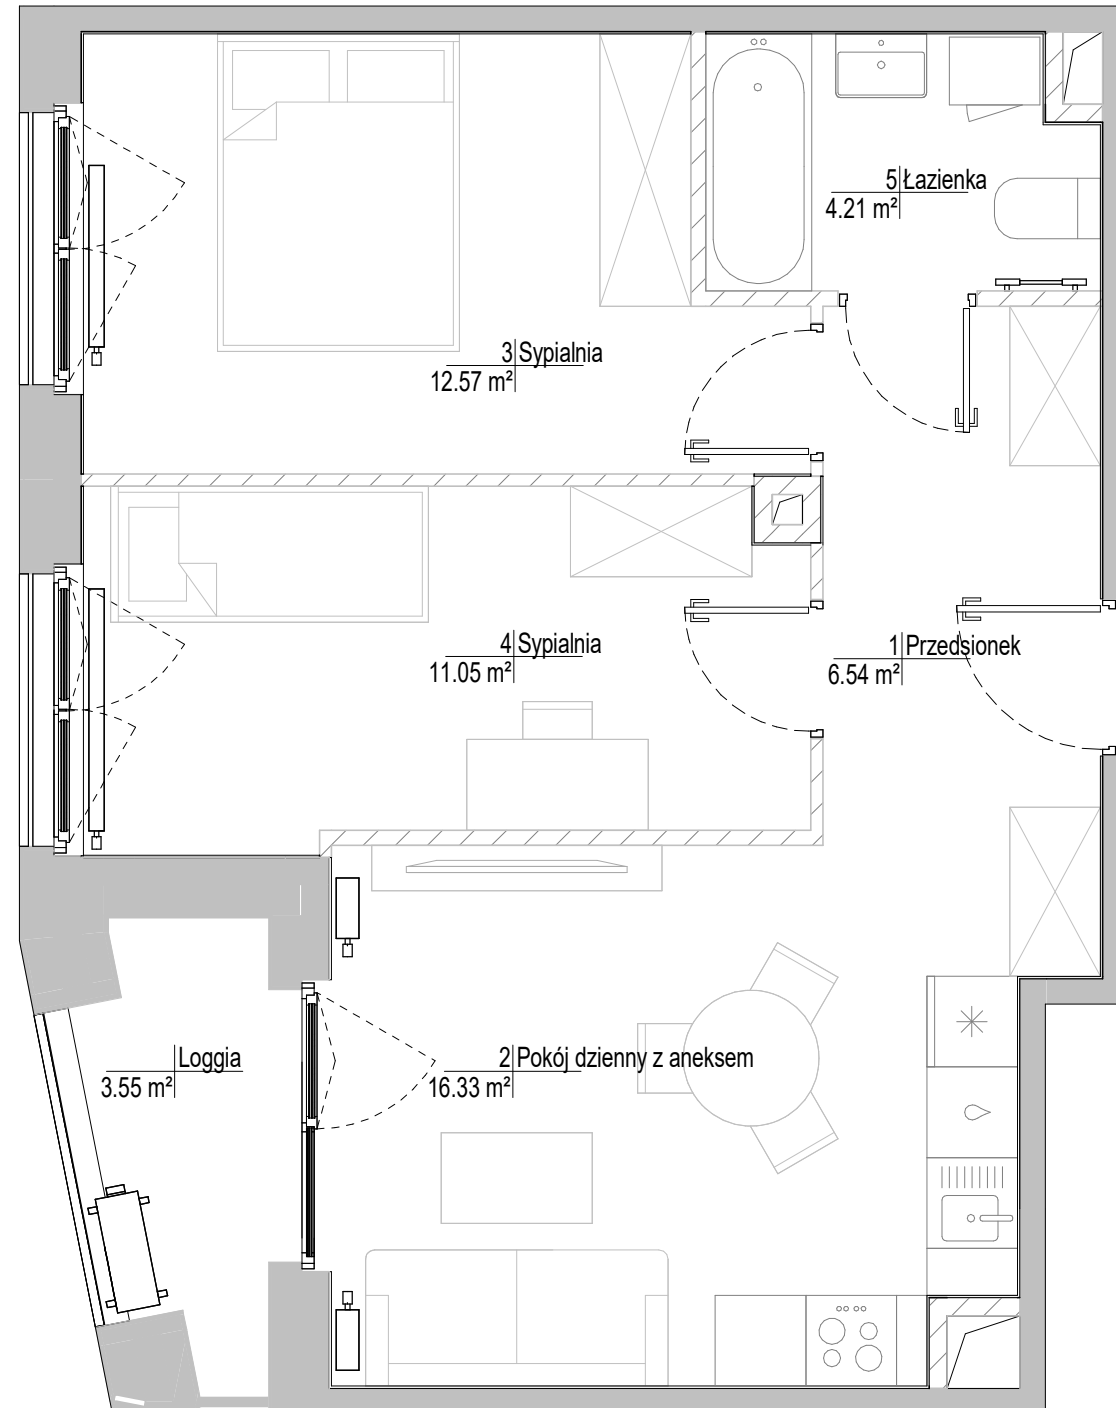 5 Łazienka
4.21 m²
3 Sypialnia
12.57 m²
4 Sypialnia
11.05 m²
1 Przedsionek
6.54 m²
Loggia
3.55 m²
2 Pokój dzienny z aneksem
16.33 m²